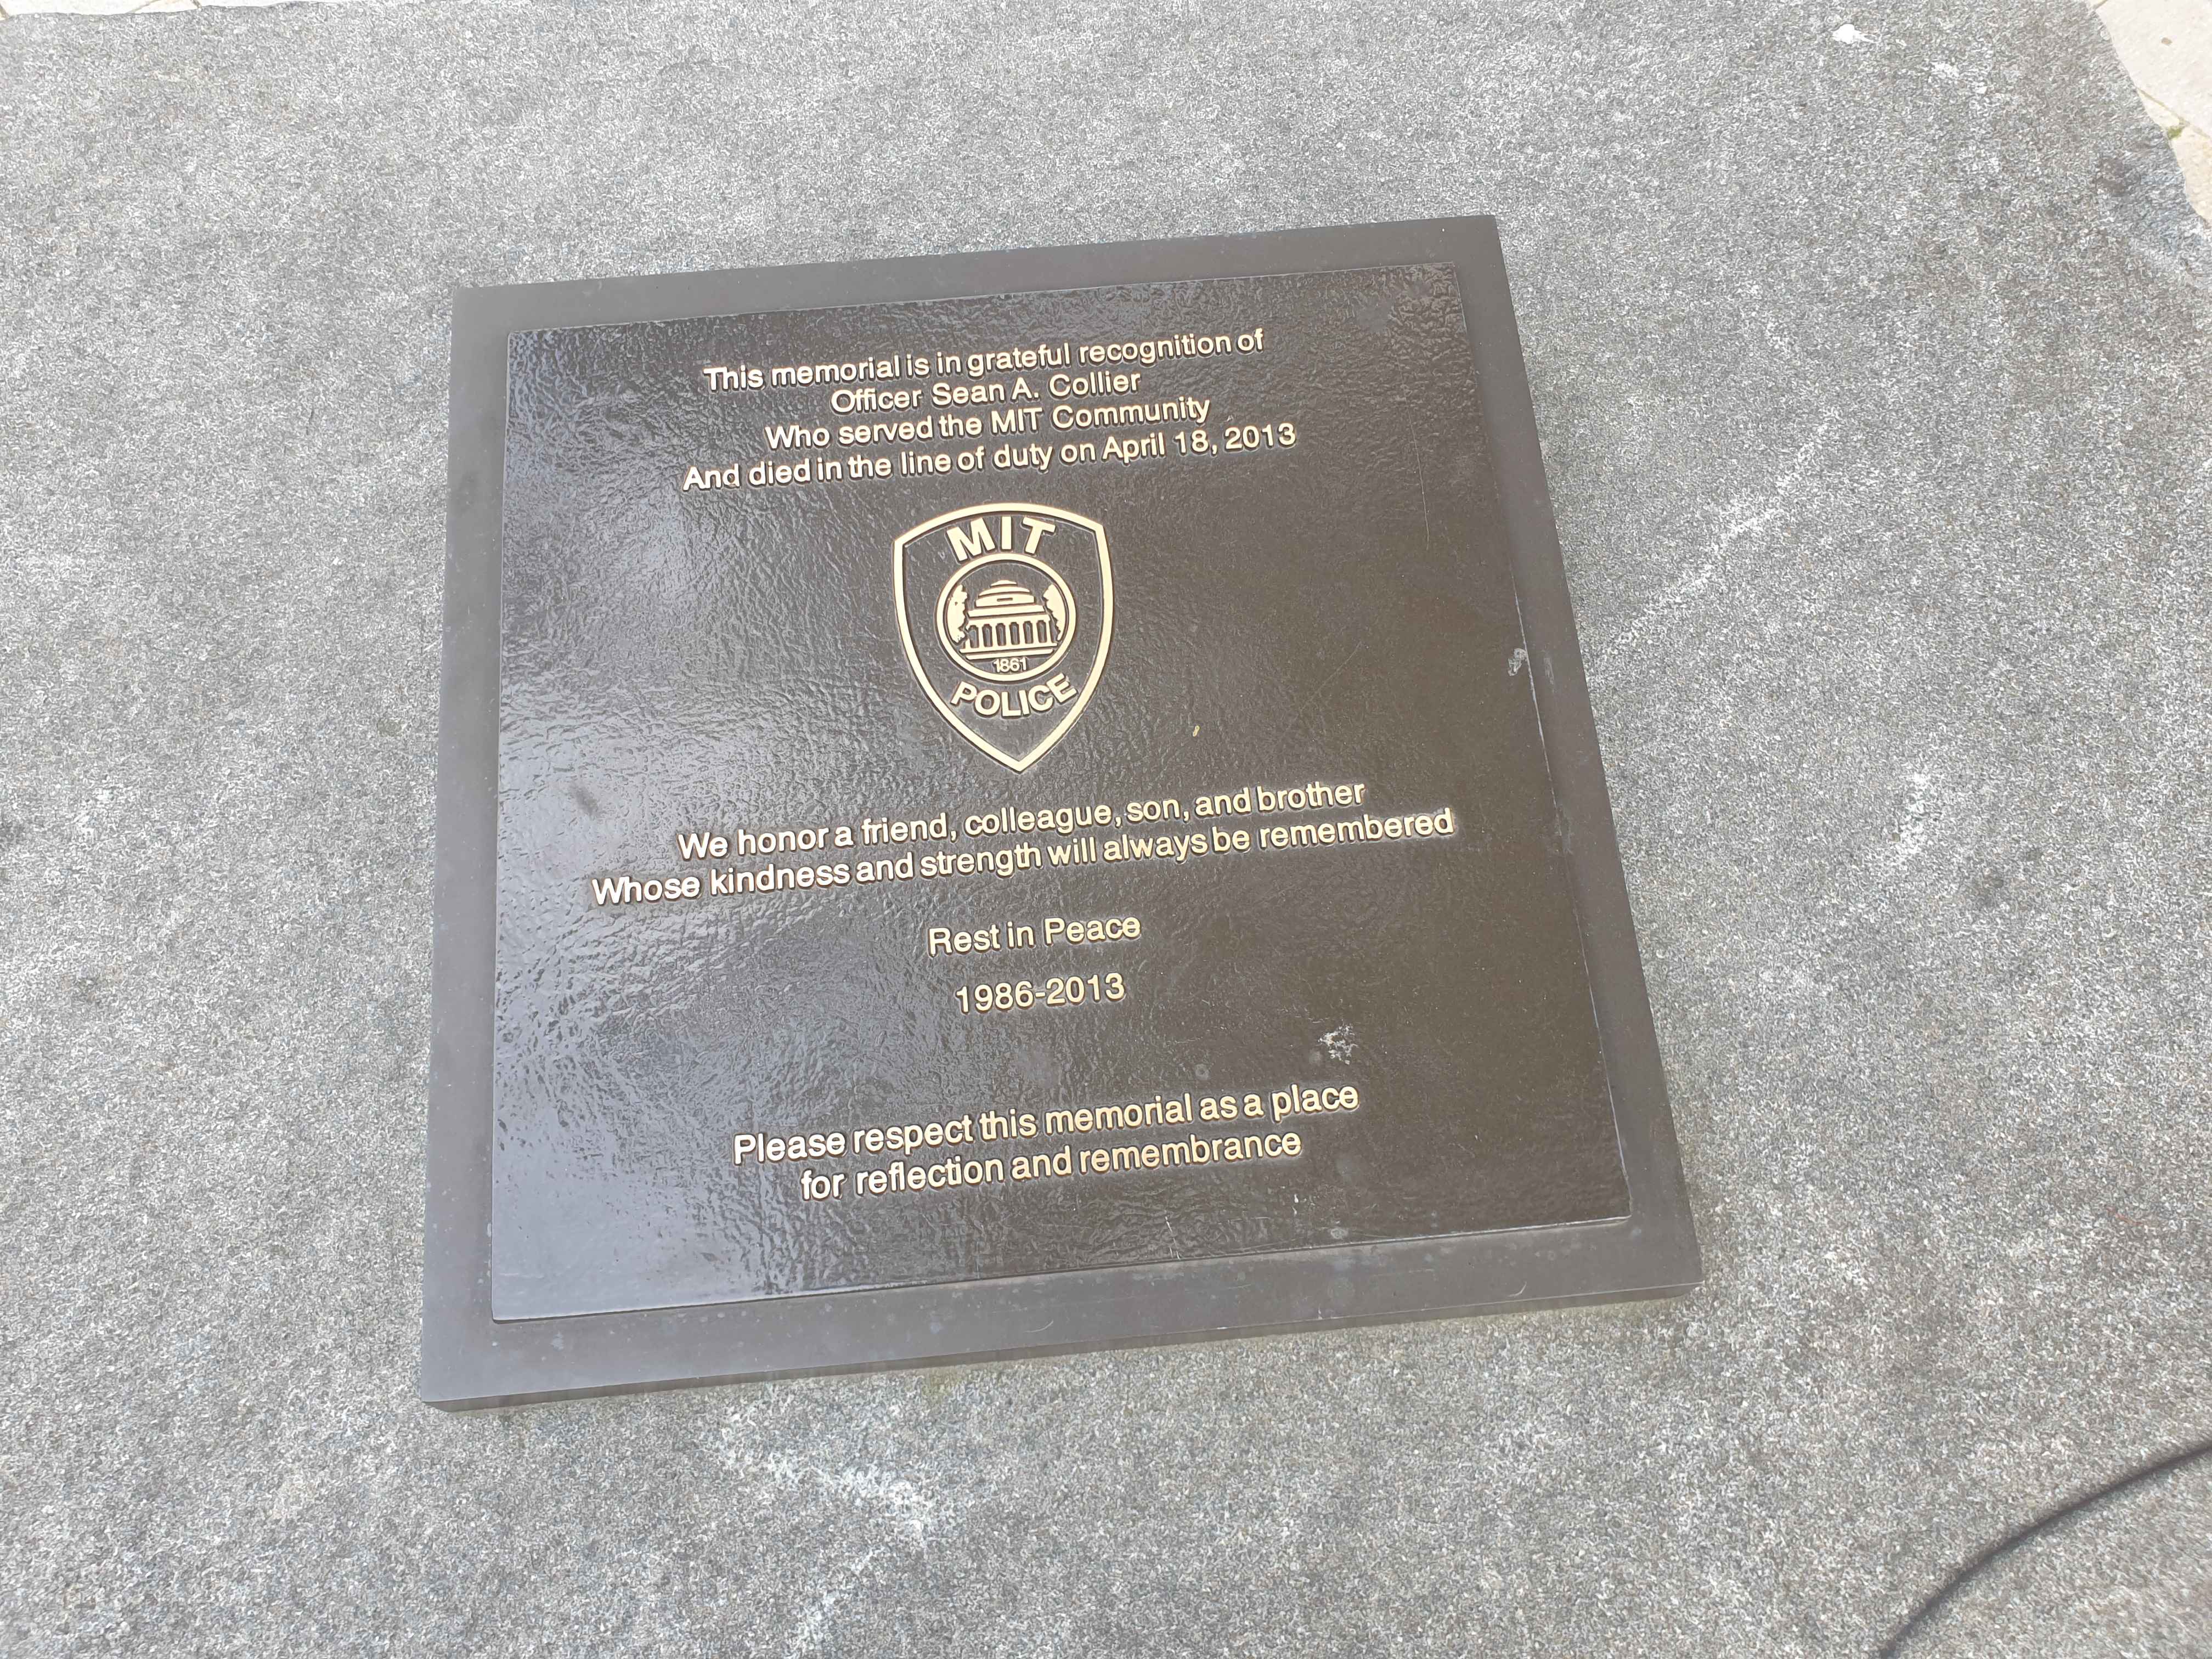 This memorial is in grateful recognition of
Officer Sean A. Collier
Who served the MIT Community
And died in the line of duty on April 18, 2013
MIT
1861
POLICE
We honor a friend, colleague, son, and brother
Whose kindness and strength will always be remembered
Rest in Peace
1986-2013
Please respect this memorial as a place
for reflection and remembrance